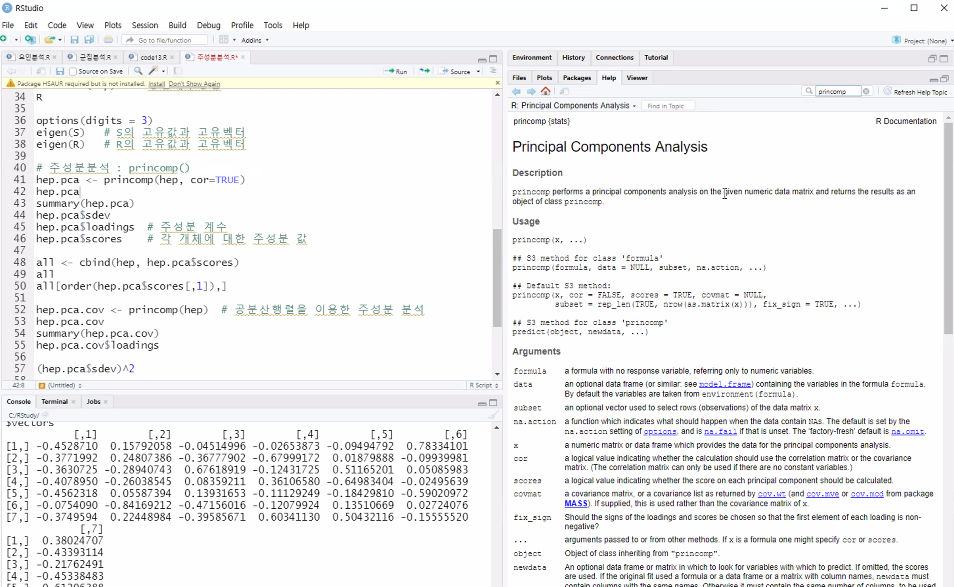 RStudio
File Edit Code View Plots Session Build Debug Profile Tools Help
Go to file/function Addins Project: (None)
요인분석.R × 군집분석.R × code13.R × 주성분분석.R* ×
Source on Save Run Source
Package HSAUR required but is not installed. Install Don't Show Again
34 R
35
36 options(digits = 3)
37 eigen(S) # S의 고유값과 고유벡터
38 eigen(R) # R의 고유값과 고유벡터
39
40 # 주성분분석 : princomp()
41 hep.pca <- princomp(hep, cor=TRUE)
42 hep.pca
43 summary(hep.pca)
44 hep.pca$sdev
45 hep.pca$loadings # 주성분 계수
46 hep.pca$scores # 각 개체에 대한 주성분 값
47
48 all <- cbind(hep, hep.pca$scores)
49 all
50 all[order(hep.pca$scores[,1]),]
51
52 hep.pca.cov <- princomp(hep) # 공분산행렬을 이용한 주성분 분석
53 hep.pca.cov
54 summary(hep.pca.cov)
55 hep.pca.cov$loadings
56
57 (hep.pca$sdev)^2
58
42:8 (Untitled) R Script
Console Terminal × Jobs ×
C:/RStudy/
$vectors
[,1] [,2] [,3] [,4] [,5] [,6]
[1,] -0.4528710 0.15792058 -0.04514996 -0.02653873 -0.09494792 0.78334101
[2,] -0.3771992 0.24807386 -0.36777902 -0.67999172 0.01879888 -0.09939981
[3,] -0.3630725 -0.28940743 0.67618919 -0.12431725 0.51165201 0.05085983
[4,] -0.4078950 -0.26038545 0.08359211 0.36106580 -0.64983404 -0.02495639
[5,] -0.4562318 0.05587394 0.13931653 -0.11129249 -0.18429810 -0.59020972
[6,] -0.0754090 -0.84169212 -0.47156016 -0.12079924 0.13510669 0.02724076
[7,] -0.3749594 0.22448984 -0.39585671 0.60341130 0.50432116 -0.15555520
[,7]
[1,] 0.38024707
[2,] -0.43393114
[3,] -0.21762491
[4,] -0.45338483
Environment History Connections Tutorial
Files Plots Packages Help Viewer
princomp Refresh Help Topic
R: Principal Components Analysis Find in Topic
princomp {stats} R Documentation
Principal Components Analysis
Description
princomp performs a principal components analysis on the given numeric data matrix and returns the results as an
object of class princomp.
Usage
princomp(x, ...)
## S3 method for class 'formula'
princomp(formula, data = NULL, subset, na.action, ...)
## Default S3 method:
princomp(x, cor = FALSE, scores = TRUE, covmat = NULL,
subset = rep_len(TRUE, nrow(as.matrix(x))), fix_sign = TRUE, ...)
## S3 method for class 'princomp'
predict(object, newdata, ...)
Arguments
formula a formula with no response variable, referring only to numeric variables.
data an optional data frame (or similar: see model.frame) containing the variables in the formula formula.
By default the variables are taken from environment(formula).
subset an optional vector used to select rows (observations) of the data matrix x.
na.action a function which indicates what should happen when the data contain NAs. The default is set by the
na.action setting of options, and is na.fail if that is unset. The 'factory-fresh' default is na.omit.
x a numeric matrix or data frame which provides the data for the principal components analysis.
cor a logical value indicating whether the calculation should use the correlation matrix or the covariance
matrix. (The correlation matrix can only be used if there are no constant variables.)
scores a logical value indicating whether the score on each principal component should be calculated.
covmat a covariance matrix, or a covariance list as returned by cov.wt (and cov.mve or cov.mcd from package
MASS). If supplied, this is used rather than the covariance matrix of x.
fix_sign Should the signs of the loadings and scores be chosen so that the first element of each loading is non-
negative?
... arguments passed to or from other methods. If x is a formula one might specify cor or scores.
object Object of class inheriting from "princomp".
newdata An optional data frame or matrix in which to look for variables with which to predict. If omitted, the scores
are used. If the original fit used a formula or a data frame or a matrix with column names, newdata must
contain columns with the same names. Otherwise it must contain the same number of columns, to be used